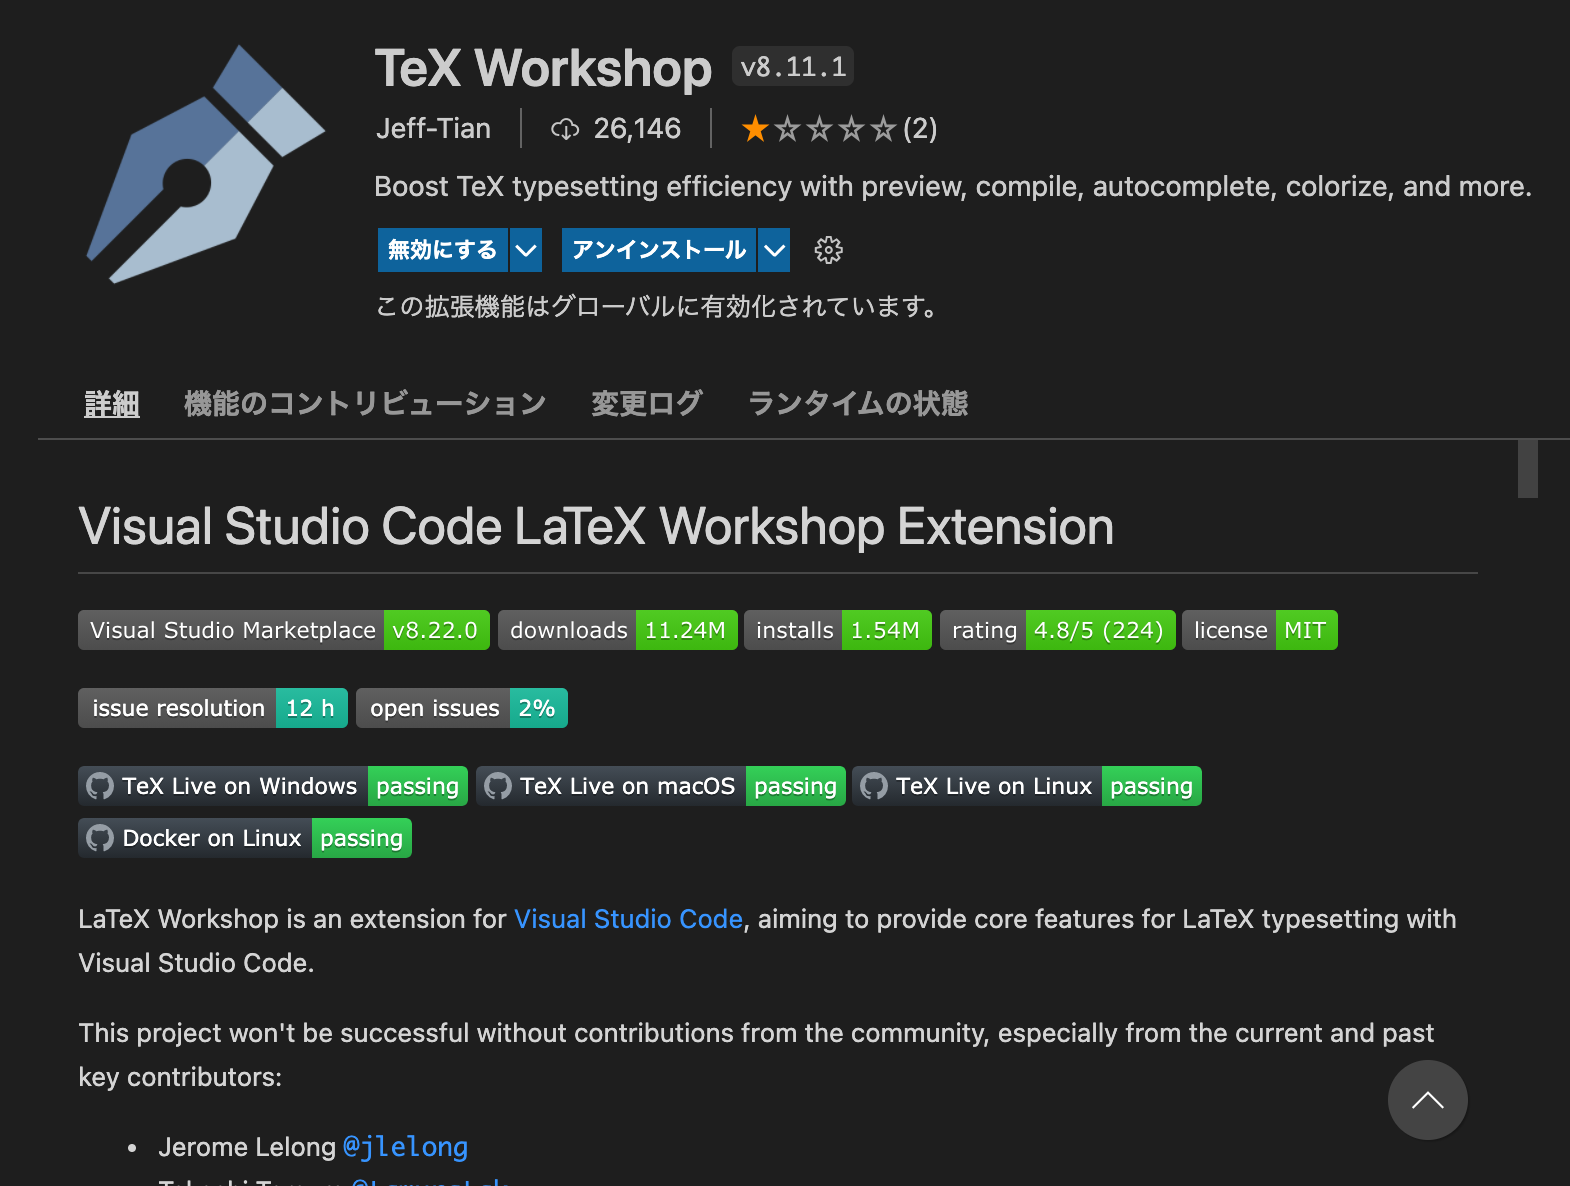 TeX Workshop v8.11.1
Jeff-Tian 26,146 (2)
Boost TeX typesetting efficiency with preview, compile, autocomplete, colorize, and more.
無効にする アンインストール
この拡張機能はグローバルに有効化されています。
詳細 機能のコントリビューション 変更ログ ランタイムの状態
Visual Studio Code LaTeX Workshop Extension
Visual Studio Marketplace v8.22.0 downloads 11.24M installs 1.54M rating 4.8/5 (224) license MIT
issue resolution 12 h open issues 2%
TeX Live on Windows passing TeX Live on macOS passing TeX Live on Linux passing
Docker on Linux passing
LaTeX Workshop is an extension for Visual Studio Code, aiming to provide core features for LaTeX typesetting with
Visual Studio Code.
This project won't be successful without contributions from the community, especially from the current and past
key contributors:
• Jerome Lelong @jlelong